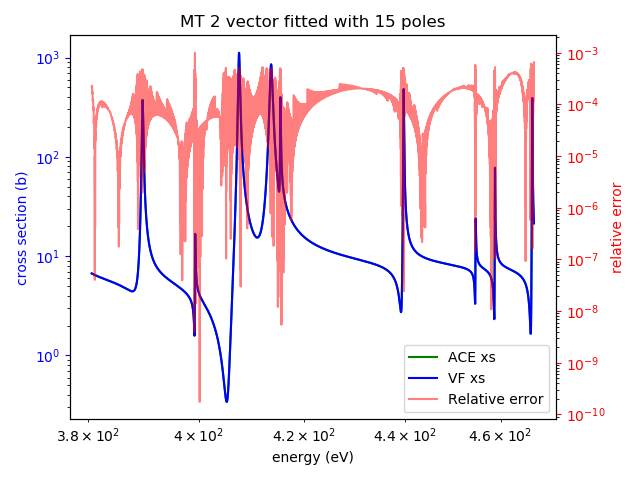 MT 2 vector fitted with 15 poles
cross section (b)
10³
10²
10¹
10⁰
10⁻³
10⁻⁴
10⁻⁵
10⁻⁶
10⁻⁷
10⁻⁸
10⁻⁹
10⁻¹⁰
relative error
ACE xs
VF xs
Relative error
3.8 × 10² 4 × 10² 4.2 × 10² 4.4 × 10² 4.6 × 10²
energy (eV)